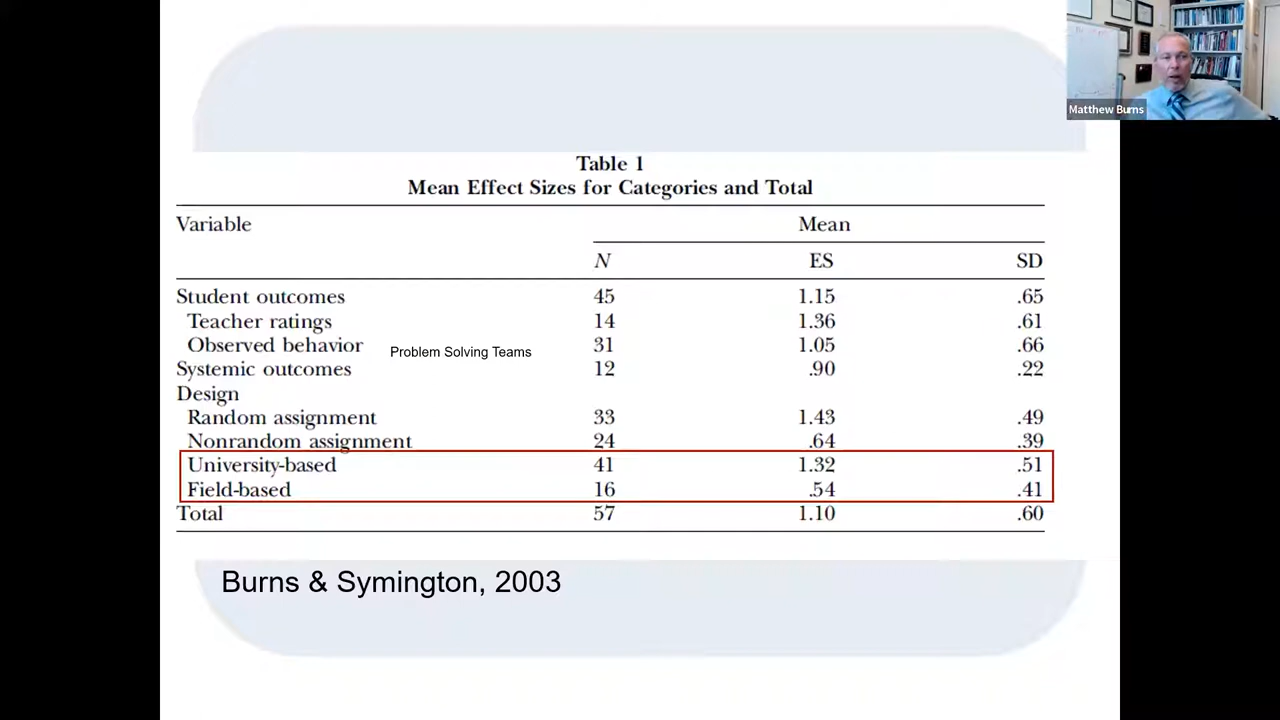 Matthew Burns
Table 1
Mean Effect Sizes for Categories and Total
Variable Mean
N ES SD
Student outcomes 45 1.15 .65
Teacher ratings 14 1.36 .61
Observed behavior 31 1.05 .66
Problem Solving Teams
Systemic outcomes 12 .90 .22
Design
Random assignment 33 1.43 .49
Nonrandom assignment 24 .64 .39
University-based 41 1.32 .51
Field-based 16 .54 .41
Total 57 1.10 .60
Burns & Symington, 2003